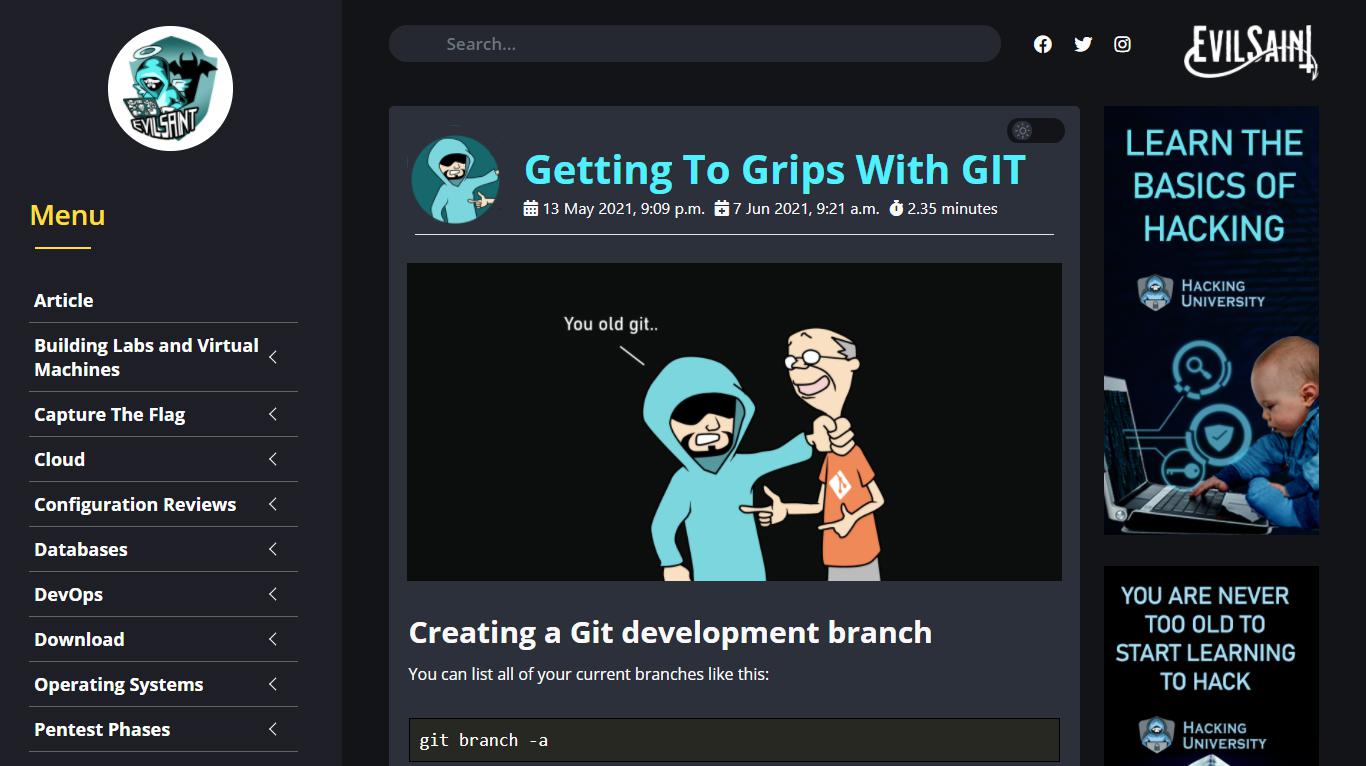 EVILSAINT
Menu
Article
Building Labs and Virtual
Machines
Capture The Flag
Cloud
Configuration Reviews
Databases
DevOps
Download
Operating Systems
Pentest Phases
Search...
EVILSAINT
Getting To Grips With GIT
13 May 2021, 9:09 p.m. 7 Jun 2021, 9:21 a.m. 2.35 minutes
You old git..
Creating a Git development branch
You can list all of your current branches like this:
git branch -a
LEARN THE
BASICS OF
HACKING
HACKING
UNIVERSITY
YOU ARE NEVER
TOO OLD TO
START LEARNING
TO HACK
HACKING
UNIVERSITY